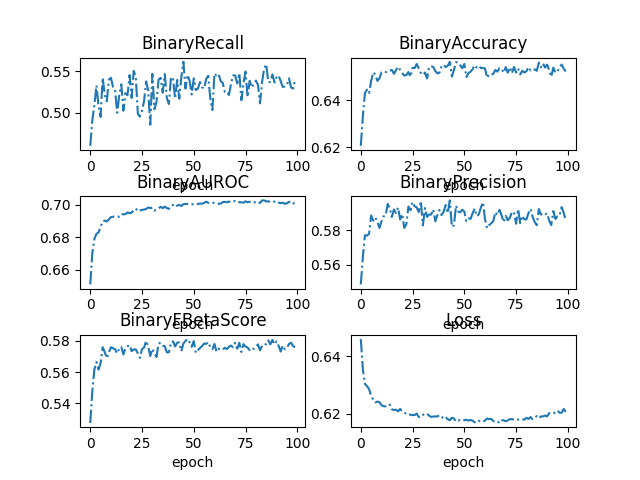 BinaryRecall
BinaryAccuracy
0.55
0.50
0.64
0.62
0 25 50 75 100
0 25 50 75 100
epoch
epoch
BinaryAUROC
BinaryPrecision
0.70
0.68
0.66
0.58
0.56
0 25 50 75 100
0 25 50 75 100
epoch
epoch
BinaryFBetaScore
Loss
0.58
0.56
0.54
0.64
0.62
0 25 50 75 100
0 25 50 75 100
epoch
epoch